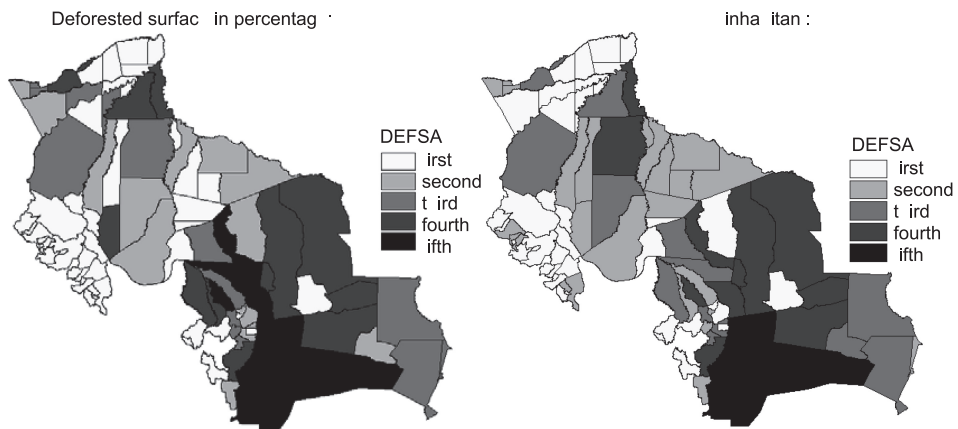 Deforested surfac in percentag
inha itan :
DEFSA
irst
second
t ird
fourth
ifth
DEFSA
irst
second
t ird
fourth
ifth